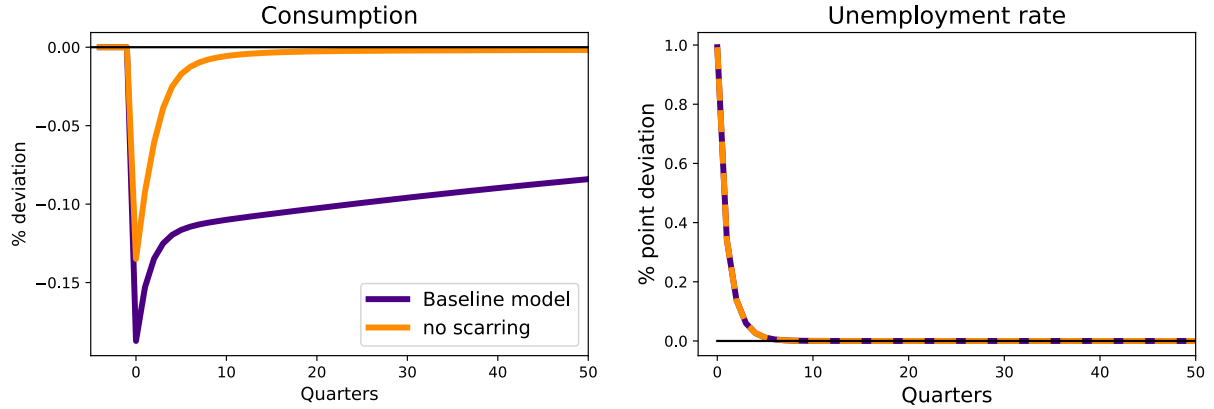 Consumption
% deviation
0.00
−0.05
−0.10
−0.15
0
10
20
30
40
50
Quarters
Baseline model
no scarring
Unemployment rate
% point deviation
1.0
0.8
0.6
0.4
0.2
0.0
0
10
20
30
40
50
Quarters